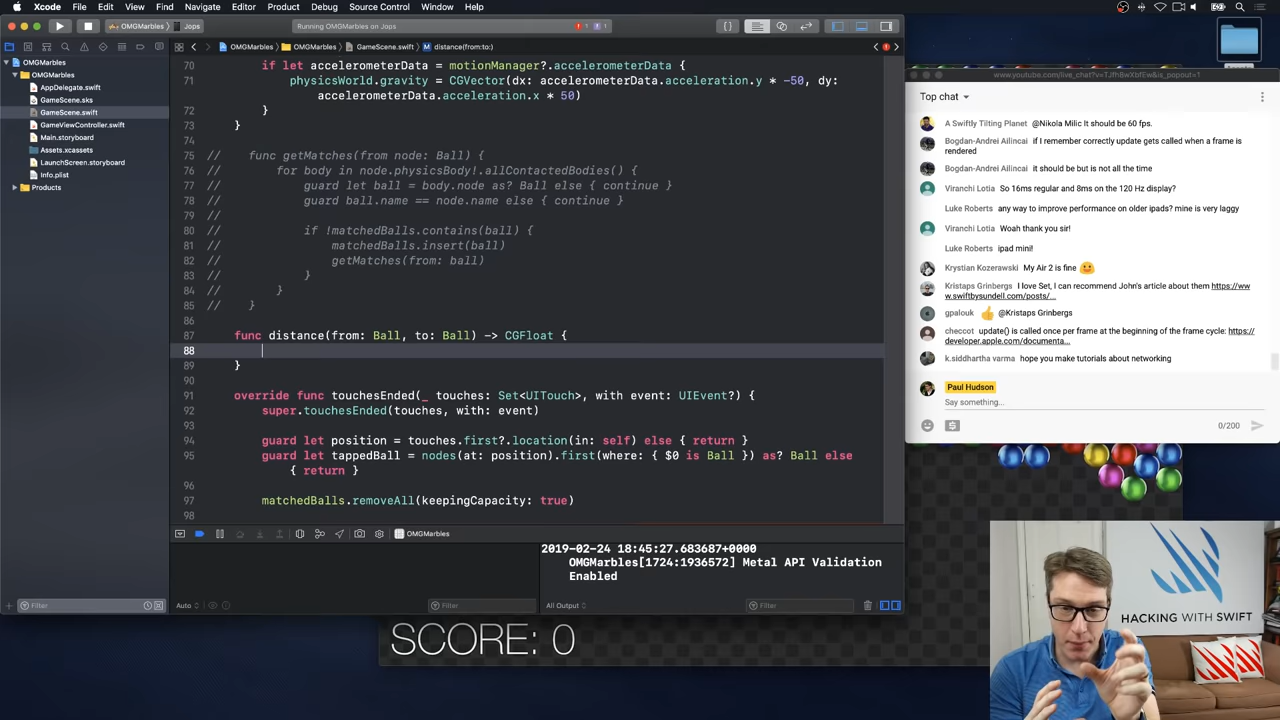 Xcode File Edit View Find Navigate Editor Product Debug Source Control Window Help
OMGMarbles Jops
Running OMGMarbles on Jops
1 1
OMGMarbles OMGMarbles GameScene.swift M distance(from:to:)
OMGMarbles
OMGMarbles
AppDelegate.swift
GameScene.sks
GameScene.swift
GameViewController.swift
Main.storyboard
Assets.xcassets
LaunchScreen.storyboard
Info.plist
Products
70 if let accelerometerData = motionManager?.accelerometerData {
71 physicsWorld.gravity = CGVector(dx: accelerometerData.acceleration.y * -50, dy:
accelerometerData.acceleration.x * 50)
72 }
73 }
74
75 // func getMatches(from node: Ball) {
76 // for body in node.physicsBody!.allContactedBodies() {
77 // guard let ball = body.node as? Ball else { continue }
78 // guard ball.name == node.name else { continue }
79 //
80 // if !matchedBalls.contains(ball) {
81 // matchedBalls.insert(ball)
82 // getMatches(from: ball)
83 // }
84 // }
85 // }
86
87 func distance(from: Ball, to: Ball) -> CGFloat {
88
89 }
90
91 override func touchesEnded(_ touches: Set<UITouch>, with event: UIEvent?) {
92 super.touchesEnded(touches, with: event)
93
94 guard let position = touches.first?.location(in: self) else { return }
95 guard let tappedBall = nodes(at: position).first(where: { $0 is Ball }) as? Ball else
{ return }
96
97 matchedBalls.removeAll(keepingCapacity: true)
98
OMGMarbles
2019-02-24 18:45:27.683687+0000
OMGMarbles[1724:1936572] Metal API Validation
Enabled
Filter
Auto
Filter
All Output
Filter
SCORE: 0
www.youtube.com/live_chat?v=TJfhBwXbfEw&is_popout=1
Top chat
A Swiftly Tilting Planet @Nikola Milic It should be 60 fps.
Bogdan-Andrei Ailincai if I remember correctly update gets called when a frame is
rendered
Bogdan-Andrei Ailincai it should be but is not all the time
Viranchi Lotia So 16ms regular and 8ms on the 120 Hz display?
Luke Roberts any way to improve performance on older ipads? mine is very laggy
Viranchi Lotia Woah thank you sir!
Luke Roberts ipad mini!
Krystian Kozerawski My Air 2 is fine
Kristaps Grinbergs I love Set, I can recommend John's article about them https://ww
w.swiftbysundell.com/posts/...
gpalouk 👍 @Kristaps Grinbergs
checcot update() is called once per frame at the beginning of the frame cycle: https://
developer.apple.com/documenta...
k.siddhartha varma hope you make tutorials about networking
Paul Hudson
Say something...
0/200
HACKING WITH SWIFT